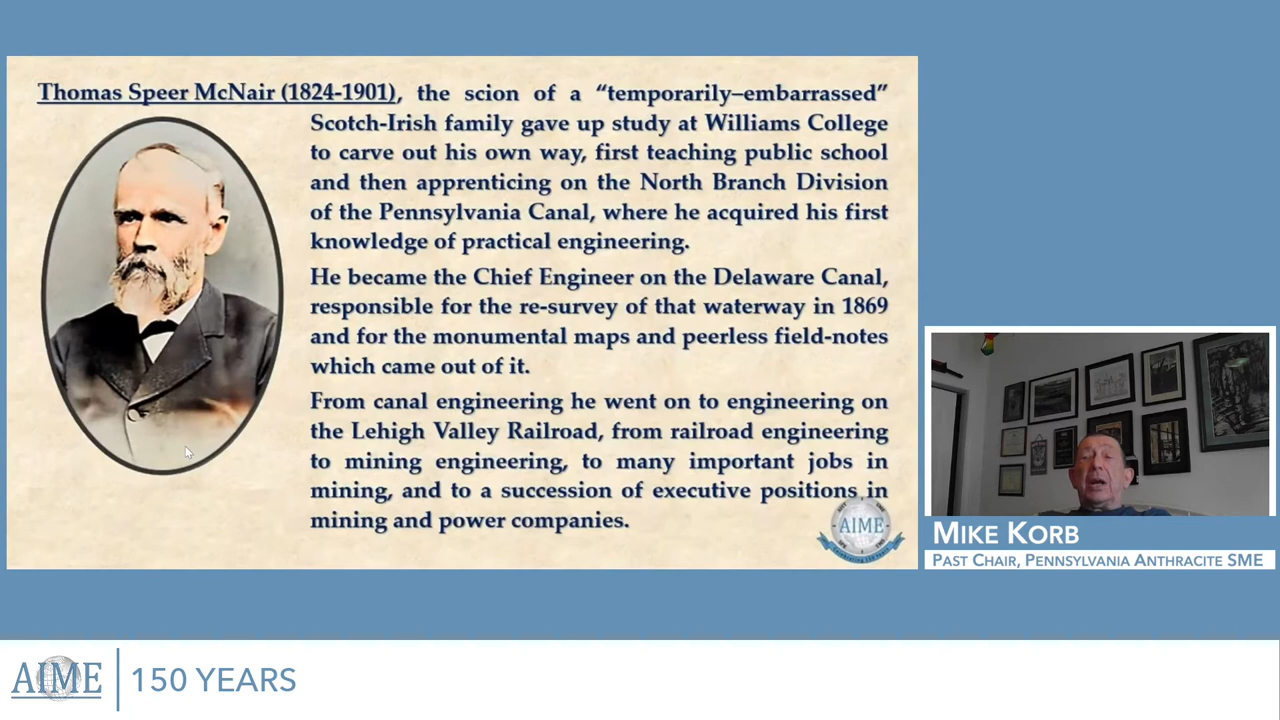 Thomas Speer McNair (1824-1901), the scion of a “temporarily–embarrassed”
Scotch-Irish family gave up study at Williams College
to carve out his own way, first teaching public school
and then apprenticing on the North Branch Division
of the Pennsylvania Canal, where he acquired his first
knowledge of practical engineering.
He became the Chief Engineer on the Delaware Canal,
responsible for the re-survey of that waterway in 1869
and for the monumental maps and peerless field-notes
which came out of it.
From canal engineering he went on to engineering on
the Lehigh Valley Railroad, from railroad engineering
to mining engineering, to many important jobs in
mining, and to a succession of executive positions in
mining and power companies.
AIME
MIKE KORB
PAST CHAIR, PENNSYLVANIA ANTHRACITE SME
AIME
150 YEARS